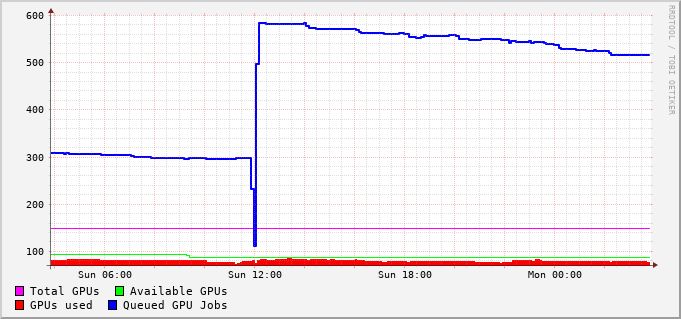 600
500
400
300
200
100
Sun 06:00 Sun 12:00 Sun 18:00 Mon 00:00
Total GPUs Available GPUs
GPUs used Queued GPU Jobs
RRDTOOL / TOBI OETIKER